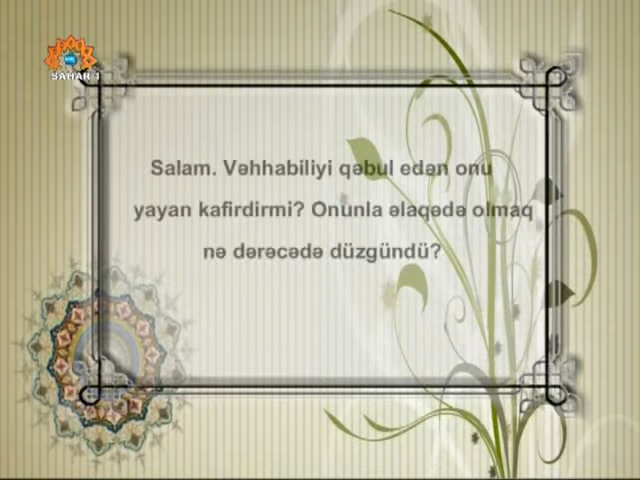 SAHAR 1
Salam. Vəhhabiliyi qəbul edən onu
yayan kafirdirmi? Onunla əlaqədə olmaq
nə dərəcədə düzgündü?